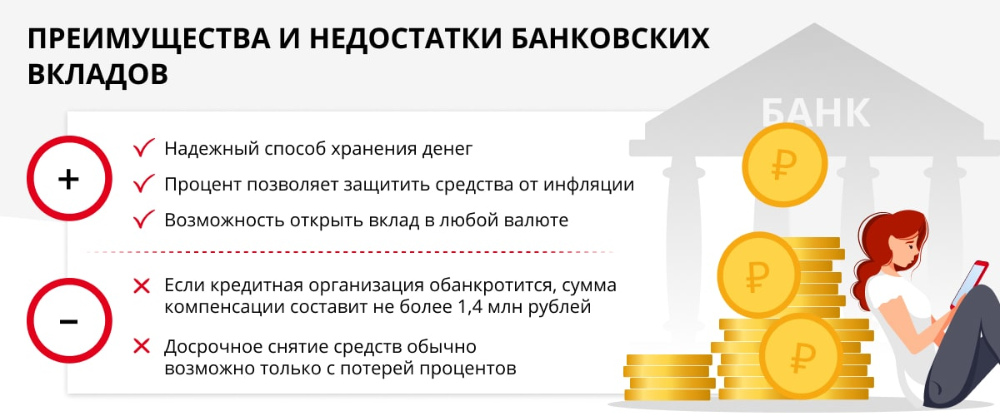 ПРЕИМУЩЕСТВА И НЕДОСТАТКИ БАНКОВСКИХ
ВКЛАДОВ
БАНК
+
Надежный способ хранения денег
Процент позволяет защитить средства от инфляции
Возможность открыть вклад в любой валюте
–
Если кредитная организация обанкротится, сумма
компенсации составит не более 1,4 млн рублей
Досрочное снятие средств обычно
возможно только с потерей процентов
₽
₽
₽